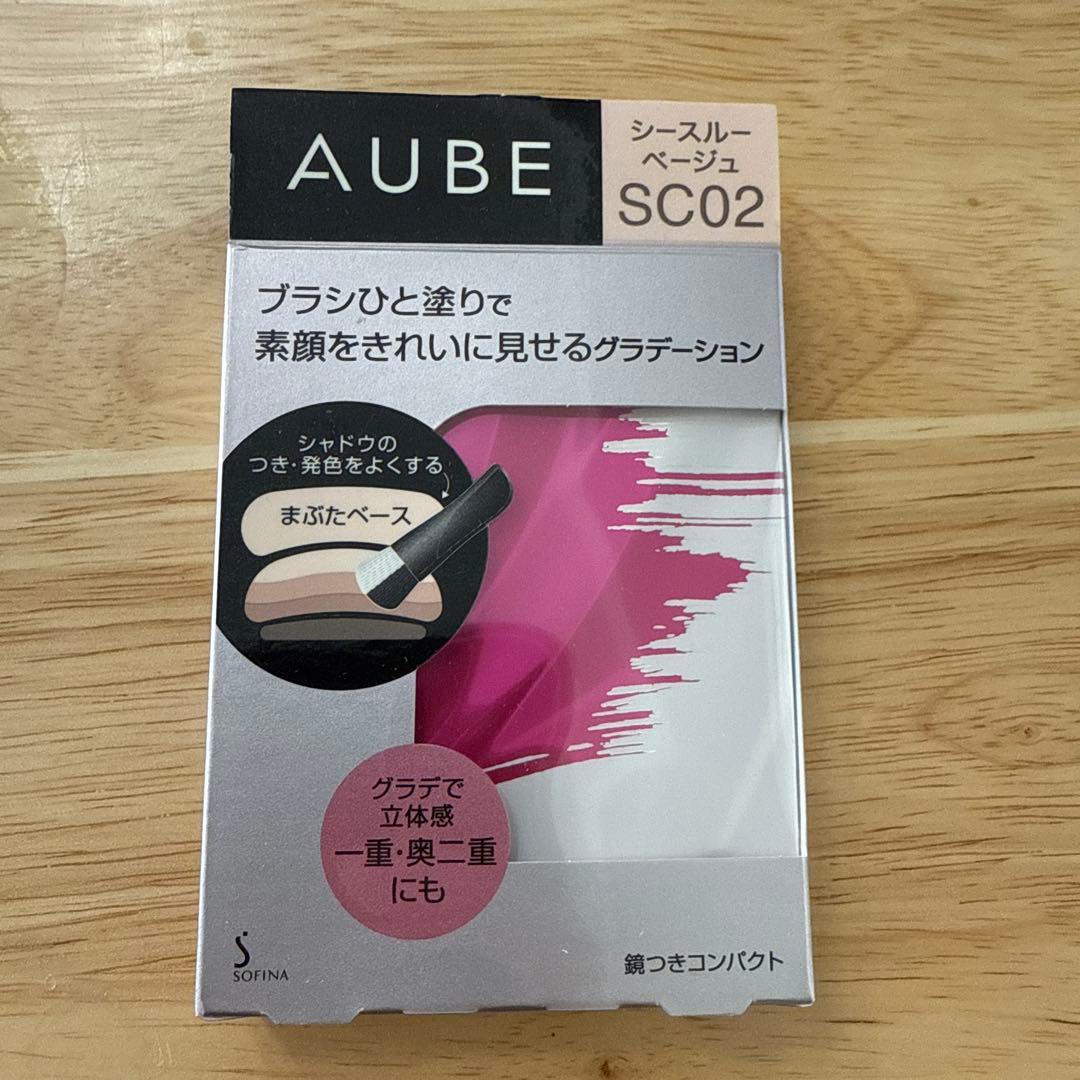 AUBE
シースルー
ベージュ
SC02
ブラシひと塗りで
素顔をきれいに見せるグラデーション
シャドウの
つき・発色をよくする
まぶたベース
グラデで
立体感
一重・奥二重
にも
SOFINA
鏡つきコンパクト